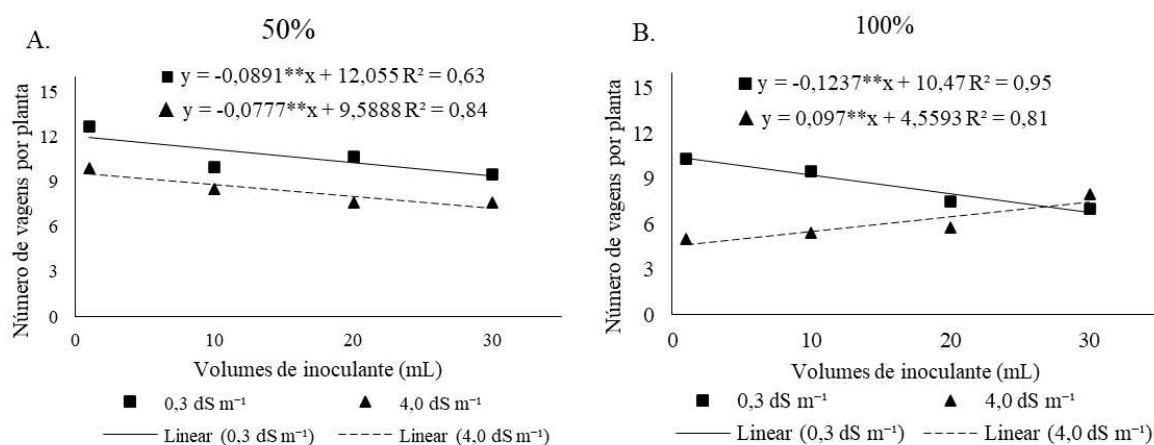 A.
50%
■ y = -0,0891**x + 12,055 R² = 0,63
▲ y = -0,0777**x + 9,5888 R² = 0,84
Número de vagens por planta
15
12
9
6
3
0
0 10 20 30
Volumes de inoculante (mL)
■ 0,3 dS m⁻¹ ▲ 4,0 dS m⁻¹
Linear (0,3 dS m⁻¹) Linear (4,0 dS m⁻¹)
B.
100%
■ y = -0,1237**x + 10,47 R² = 0,95
▲ y = 0,097**x + 4,5593 R² = 0,81
Número de vagens por planta
15
12
9
6
3
0
0 10 20 30
Volumes de inoculante (mL)
■ 0,3 dS m⁻¹ ▲ 4,0 dS m⁻¹
Linear (0,3 dS m⁻¹) Linear (4,0 dS m⁻¹)